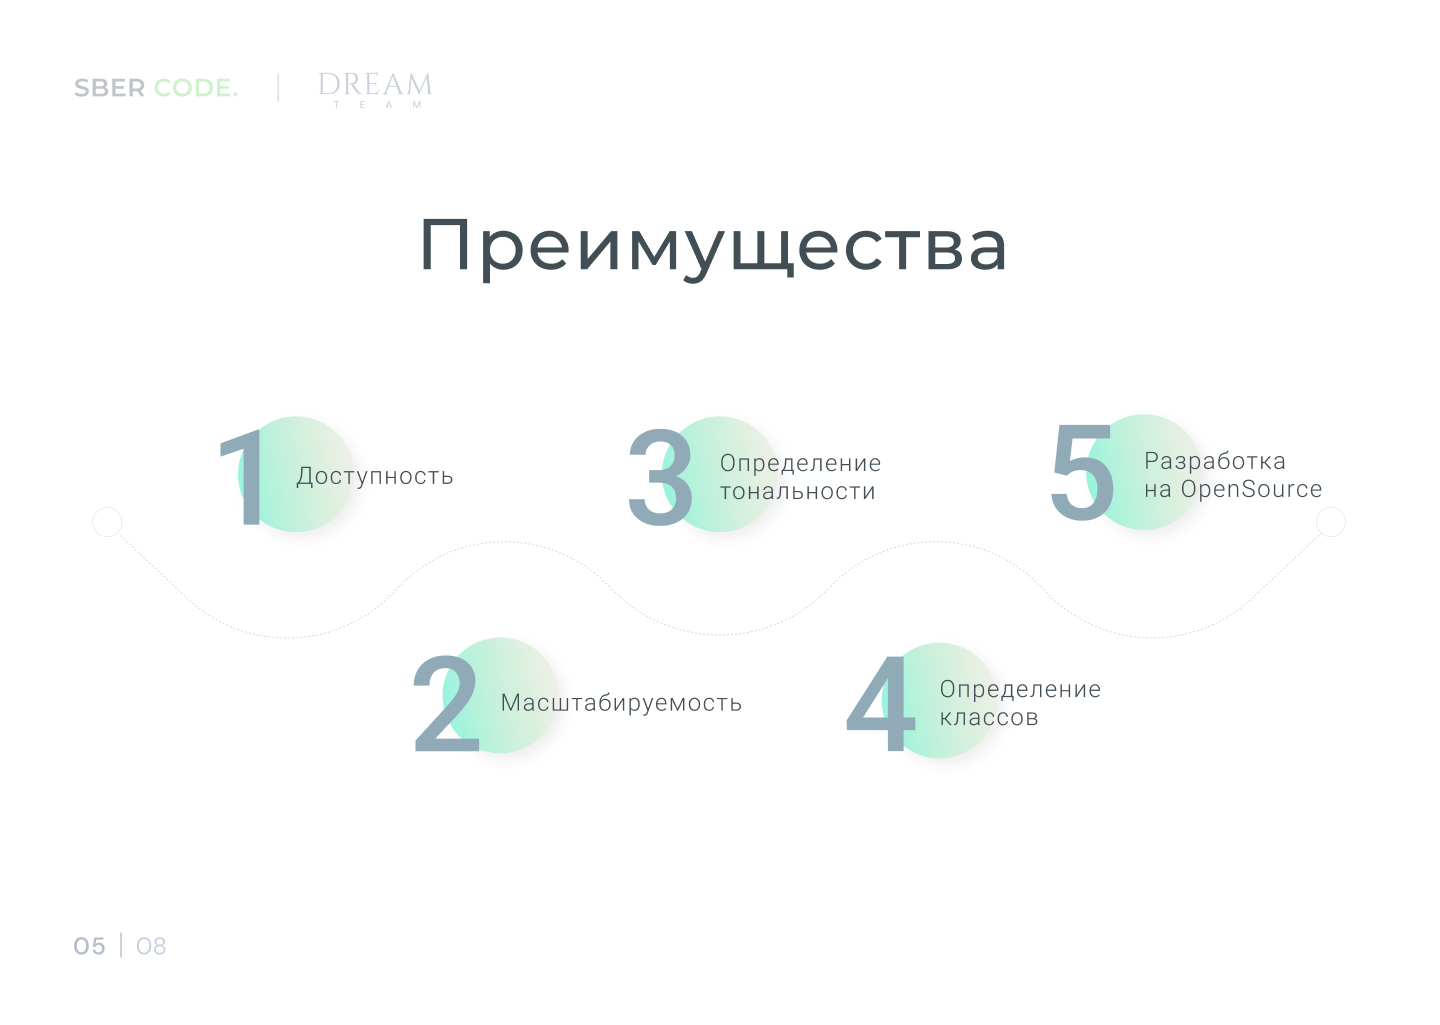 SBER CODE.
DREAM
TEAM
Преимущества
1
Доступность
2
Масштабируемость
3
Определение
тональности
4
Определение
классов
5
Разработка
на OpenSource
05 | 08